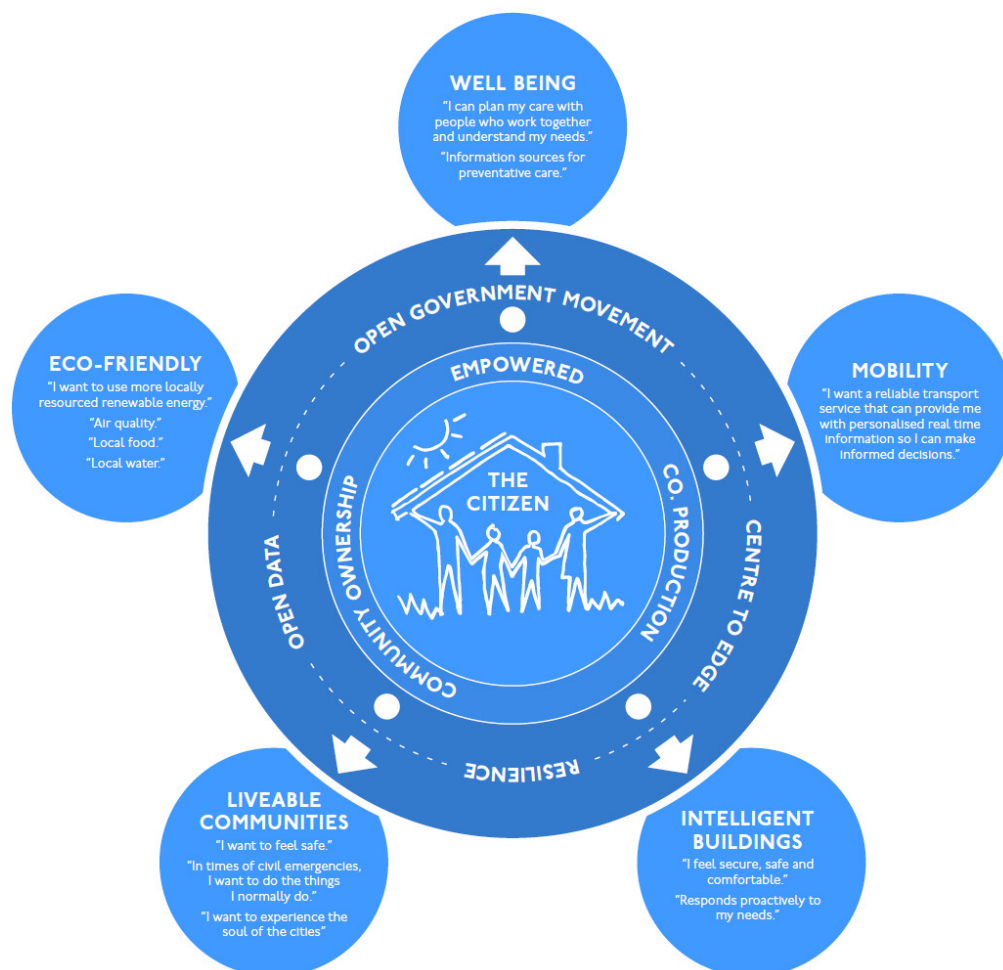 WELL BEING
"I can plan my care with
people who work together
and understand my needs."
"Information sources for
preventative care."
ECO-FRIENDLY
"I want to use more locally
resourced renewable energy."
"Air quality."
"Local food."
"Local water."
MOBILITY
"I want a reliable transport
service that can provide me
with personalised real time
information so I can make
informed decisions."
OPEN GOVERNMENT MOVEMENT
CENTRE TO EDGE
RESILIENCE
OPEN DATA
EMPOWERED
CO. PRODUCTION
COMMUNITY OWNERSHIP
THE
CITIZEN
LIVEABLE
COMMUNITIES
"I want to feel safe."
"In times of civil emergencies,
I want to do the things
I normally do."
"I want to experience the
soul of the cities"
INTELLIGENT
BUILDINGS
"I feel secure, safe and
comfortable."
"Responds proactively to
my needs."